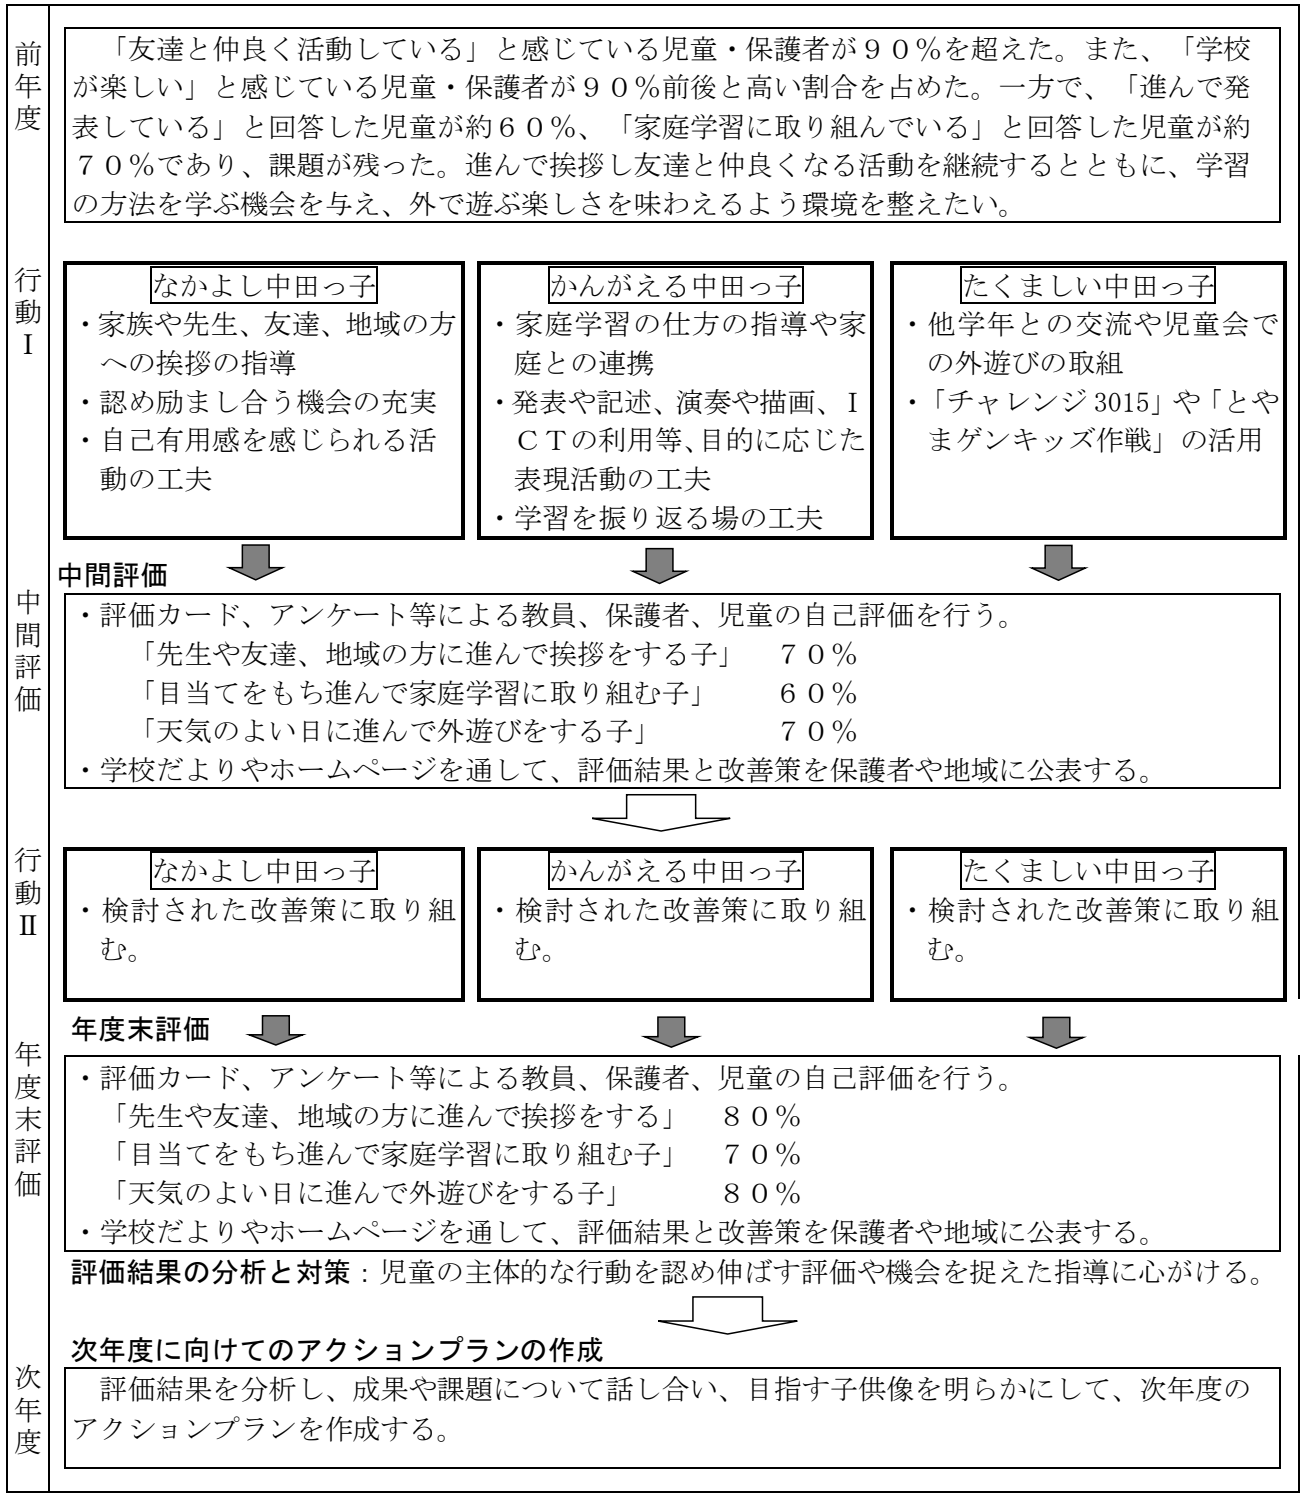 前年度
「友達と仲良く活動している」と感じている児童・保護者が９０％を超えた。また、「学校
が楽しい」と感じている児童・保護者が９０％前後と高い割合を占めた。一方で、「進んで発
表している」と回答した児童が約６０％、「家庭学習に取り組んでいる」と回答した児童が約
７０％であり、課題が残った。進んで挨拶し友達と仲良くなる活動を継続するとともに、学習
の方法を学ぶ機会を与え、外で遊ぶ楽しさを味わえるよう環境を整えたい。
行動Ⅰ
なかよし中田っ子
・家族や先生、友達、地域の方
への挨拶の指導
・認め励まし合う機会の充実
・自己有用感を感じられる活
動の工夫
かんがえる中田っ子
・家庭学習の仕方の指導や家
庭との連携
・発表や記述、演奏や描画、Ｉ
ＣＴの利用等、目的に応じた
表現活動の工夫
・学習を振り返る場の工夫
たくましい中田っ子
・他学年との交流や児童会で
の外遊びの取組
・「チャレンジ 3015」や「とや
まゲンキッズ作戦」の活用
中間評価
中間評価
・評価カード、アンケート等による教員、保護者、児童の自己評価を行う。
「先生や友達、地域の方に進んで挨拶をする子」　７０％
「目当てをもち進んで家庭学習に取り組む子」　６０％
「天気のよい日に進んで外遊びをする子」　７０％
・学校だよりやホームページを通して、評価結果と改善策を保護者や地域に公表する。
行動Ⅱ
なかよし中田っ子
・検討された改善策に取り組
む。
かんがえる中田っ子
・検討された改善策に取り組
む。
たくましい中田っ子
・検討された改善策に取り組
む。
年度末評価
年度末評価
・評価カード、アンケート等による教員、保護者、児童の自己評価を行う。
「先生や友達、地域の方に進んで挨拶をする」　８０％
「目当てをもち進んで家庭学習に取り組む子」　７０％
「天気のよい日に進んで外遊びをする子」　８０％
・学校だよりやホームページを通して、評価結果と改善策を保護者や地域に公表する。
評価結果の分析と対策：児童の主体的な行動を認め伸ばす評価や機会を捉えた指導に心がける。
次年度に向けてのアクションプランの作成
次年度
評価結果を分析し、成果や課題について話し合い、目指す子供像を明らかにして、次年度の
アクションプランを作成する。